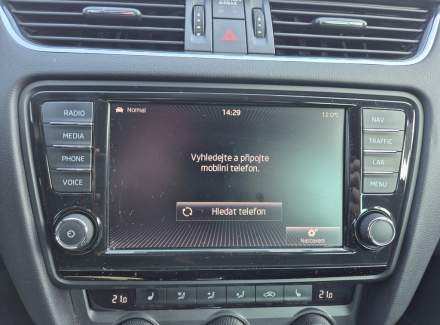 RADIO
MEDIA
PHONE
VOICE
Normal
14:29
12.0°C
Vyhledejte a připojte
mobilní telefon.
Hledat telefon
Nastavení
NAV
TRAFFIC
CAR
MENU
21.0
21.0